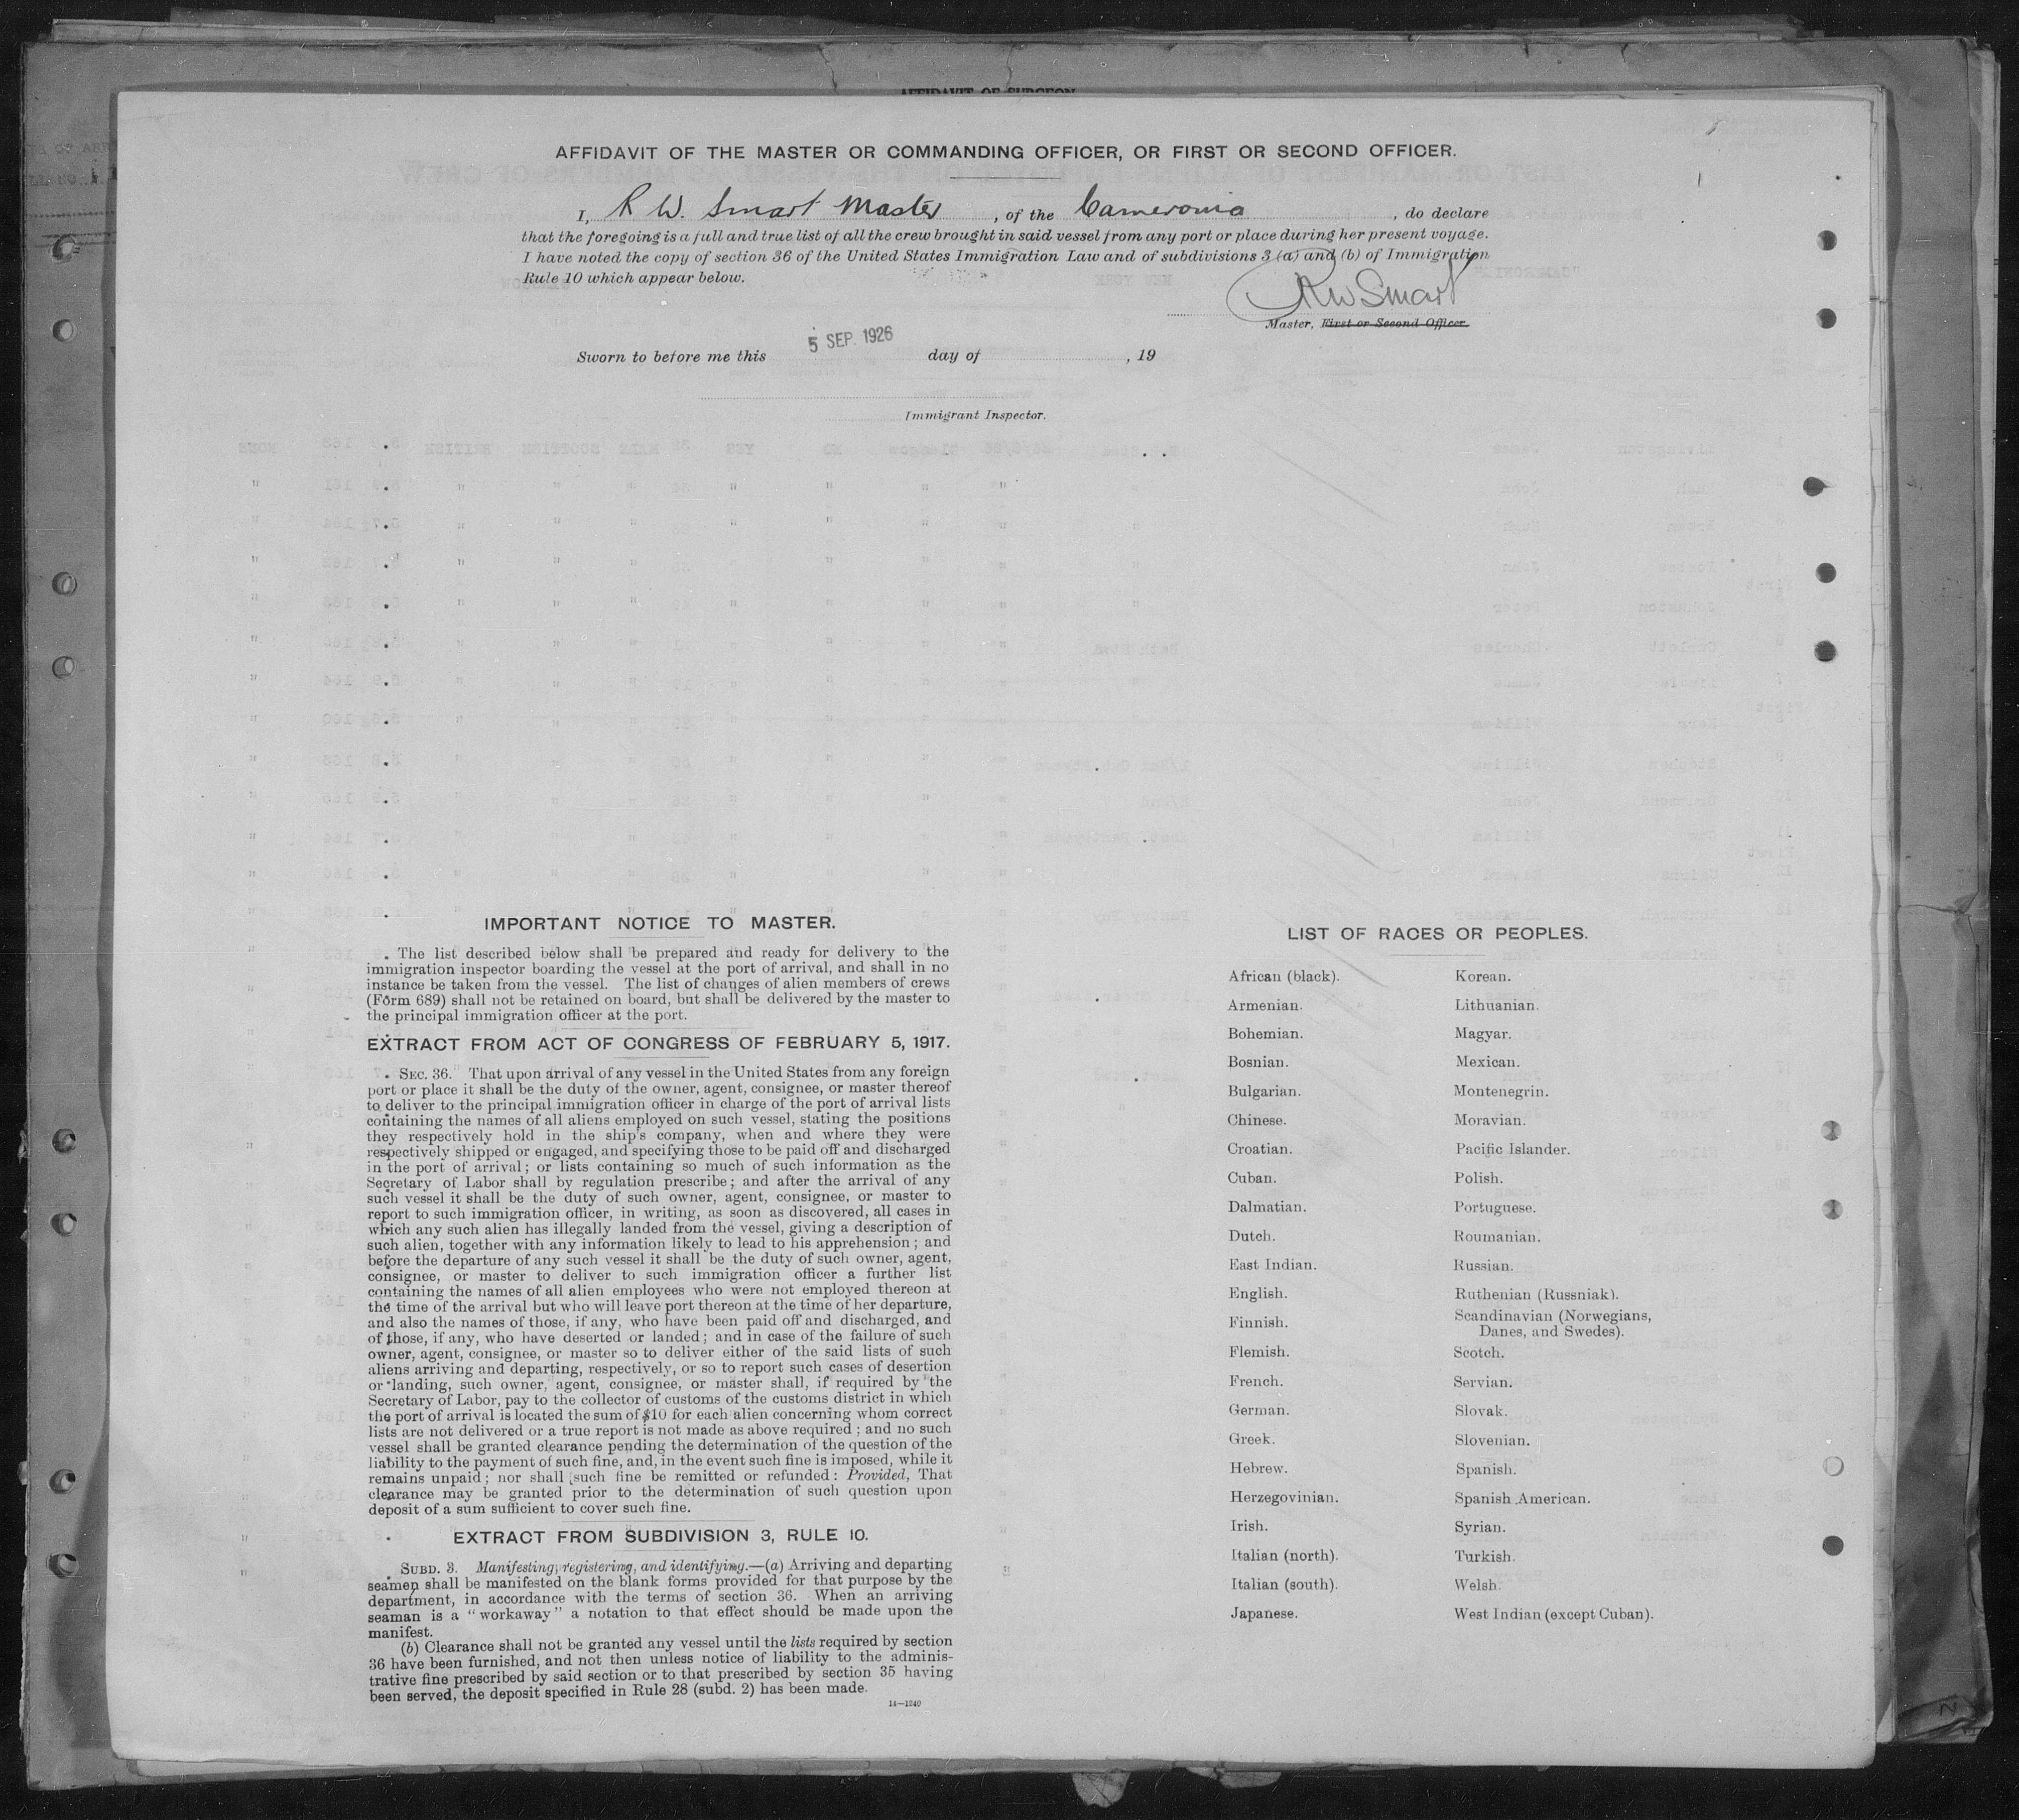 AFFIDAVIT OF SURGEON
AFFIDAVIT OF THE MASTER OR COMMANDING OFFICER, OR FIRST OR SECOND OFFICER.
I, R W. Smart Master, of the Cameronia, do declare
that the foregoing is a full and true list of all the crew brought in said vessel from any port or place during her present voyage.
I have noted the copy of section 36 of the United States Immigration Law and of subdivisions 3 (a) and (b) of Immigration
Rule 10 which appear below.
RW Smart
Master, First or Second Officer.
Sworn to before me this 5 SEP. 1926 day of , 19
Immigrant Inspector.
IMPORTANT NOTICE TO MASTER.
The list described below shall be prepared and ready for delivery to the
immigration inspector boarding the vessel at the port of arrival, and shall in no
instance be taken from the vessel. The list of changes of alien members of crews
(Form 689) shall not be retained on board, but shall be delivered by the master to
the principal immigration officer at the port.
EXTRACT FROM ACT OF CONGRESS OF FEBRUARY 5, 1917.
SEC. 36. That upon arrival of any vessel in the United States from any foreign
port or place it shall be the duty of the owner, agent, consignee, or master thereof
to deliver to the principal immigration officer in charge of the port of arrival lists
containing the names of all aliens employed on such vessel, stating the positions
they respectively hold in the ship's company, when and where they were
respectively shipped or engaged, and specifying those to be paid off and discharged
in the port of arrival; or lists containing so much of such information as the
Secretary of Labor shall by regulation prescribe; and after the arrival of any
such vessel it shall be the duty of such owner, agent, consignee, or master to
report to such immigration officer, in writing, as soon as discovered, all cases in
which any such alien has illegally landed from the vessel, giving a description of
such alien, together with any information likely to lead to his apprehension; and
before the departure of any such vessel it shall be the duty of such owner, agent,
consignee, or master to deliver to such immigration officer a further list
containing the names of all alien employees who were not employed thereon at
the time of the arrival but who will leave port thereon at the time of her departure,
and also the names of those, if any, who have been paid off and discharged, and
of those, if any, who have deserted or landed; and in case of the failure of such
owner, agent, consignee, or master so to deliver either of the said lists of such
aliens arriving and departing, respectively, or so to report such cases of desertion
or landing, such owner, agent, consignee, or master shall, if required by the
Secretary of Labor, pay to the collector of customs of the customs district in which
the port of arrival is located the sum of $10 for each alien concerning whom correct
lists are not delivered or a true report is not made as above required; and no such
vessel shall be granted clearance pending the determination of the question of the
liability to the payment of such fine, and, in the event such fine is imposed, while it
remains unpaid; nor shall such fine be remitted or refunded: Provided, That
clearance may be granted prior to the determination of such question upon
deposit of a sum sufficient to cover such fine.
EXTRACT FROM SUBDIVISION 3, RULE 10.
SUBD. 3. Manifesting, registering, and identifying.—(a) Arriving and departing
seamen shall be manifested on the blank forms provided for that purpose by the
department, in accordance with the terms of section 36. When an arriving
seaman is a "workaway" a notation to that effect should be made upon the
manifest.
(b) Clearance shall not be granted any vessel until the lists required by section
36 have been furnished, and not then unless notice of liability to the adminis-
trative fine prescribed by said section or to that prescribed by section 35 having
been served, the deposit specified in Rule 28 (subd. 2) has been made.
14—1240
LIST OF RACES OR PEOPLES.
African (black).
Armenian.
Bohemian.
Bosnian.
Bulgarian.
Chinese.
Croatian.
Cuban.
Dalmatian.
Dutch.
East Indian.
English.
Finnish.
Flemish.
French.
German.
Greek.
Hebrew.
Herzegovinian.
Irish.
Italian (north).
Italian (south).
Japanese.
Korean.
Lithuanian.
Magyar.
Mexican.
Montenegrin.
Moravian.
Pacific Islander.
Polish.
Portuguese.
Roumanian.
Russian.
Ruthenian (Russniak).
Scandinavian (Norwegians,
Danes, and Swedes).
Scotch.
Servian.
Slovak.
Slovenian.
Spanish.
Spanish American.
Syrian.
Turkish.
Welsh.
West Indian (except Cuban).